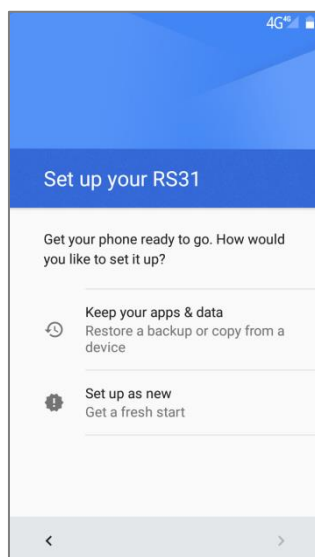 4G 4G
Set up your RS31
Get your phone ready to go. How would
you like to set it up?
Keep your apps & data
Restore a backup or copy from a
device
Set up as new
Get a fresh start